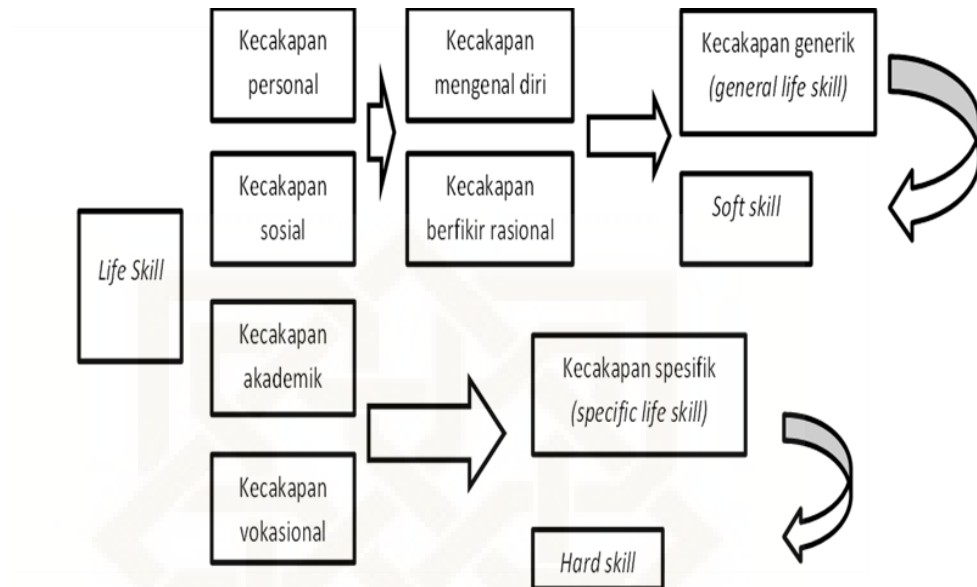 Kecakapan
personal
Kecakapan
mengenal diri
Kecakapan generik
(general life skill)
Kecakapan
sosial
Kecakapan
berfikir rasional
Soft skill
Life Skill
Kecakapan
akademik
Kecakapan spesifik
(specific life skill)
Kecakapan
vokasional
Hard skill